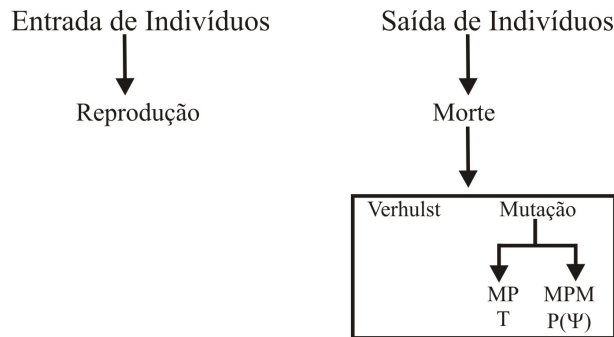 Entrada de Indivíduos
Saída de Indivíduos
Reprodução
Morte
Verhulst
Mutação
MP
MPM
T
P(Ψ)